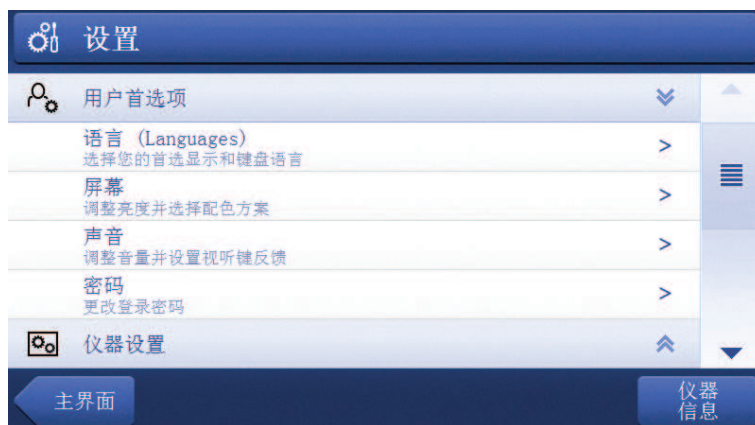 设置
用户首选项
语言 (Languages)
选择您的首选显示和键盘语言
屏幕
调整亮度并选择配色方案
声音
调整音量并设置视听键反馈
密码
更改登录密码
仪器设置
主界面
仪器
信息